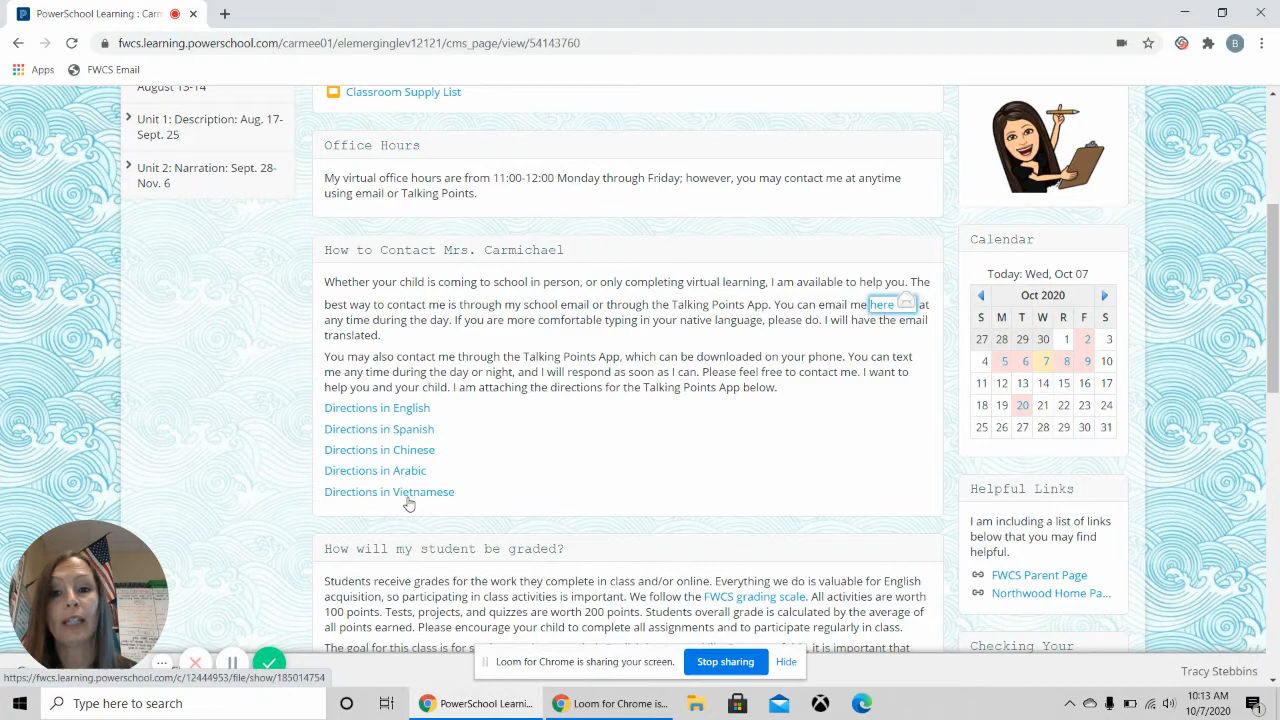 PowerSchool Learning : Carm
fwcs.learning.powerschool.com/carmee01/elemerginglev12121/cms_page/view/54143760
B
Apps
FWCS Email
August 13-14
Unit 1: Description: Aug. 17-
Sept. 25
Unit 2: Narration: Sept. 28-
Nov. 6
Classroom Supply List
Office Hours
My virtual office hours are from 11:00-12:00 Monday through Friday; however, you may contact me at anytime
using email or Talking Points.
How to Contact Mrs. Carmichael
Whether your child is coming to school in person, or only completing virtual learning, I am available to help you. The
best way to contact me is through my school email or through the Talking Points App. You can email me here at
any time during the day. If you are more comfortable typing in your native language, please do. I will have the email
translated.
You may also contact me through the Talking Points App, which can be downloaded on your phone. You can text
me any time during the day or night, and I will respond as soon as I can. Please feel free to contact me. I want to
help you and your child. I am attaching the directions for the Talking Points App below.
Directions in English
Directions in Spanish
Directions in Chinese
Directions in Arabic
Directions in Vietnamese
How will my student be graded?
Students receive grades for the work they complete in class and/or online. Everything we do is valuable for English
acquisition, so participating in class activities is important. We follow the FWCS grading scale. All activities are worth
100 points. Tests, projects, and quizzes are worth 200 points. Students overall grade is calculated by the average of
all points earned. Please encourage your child to complete all assignments and to participate regularly in class.
Calendar
Today: Wed, Oct 07
Oct 2020
S M T W R F S
27 28 29 30 1 2 3
4 5 6 7 8 9 10
11 12 13 14 15 16 17
18 19 20 21 22 23 24
25 26 27 28 29 30 31
Helpful Links
I am including a list of links
below that you may find
helpful.
FWCS Parent Page
Northwood Home Pa...
Checking Your
Loom for Chrome is sharing your screen.
Stop sharing
Hide
Tracy Stebbins
http://fwcs.learning.powerschool.com/c/12444953/file/show/185014754
Type here to search
PowerSchool Learni...
Loom for Chrome is...
10:13 AM
10/7/2020
1